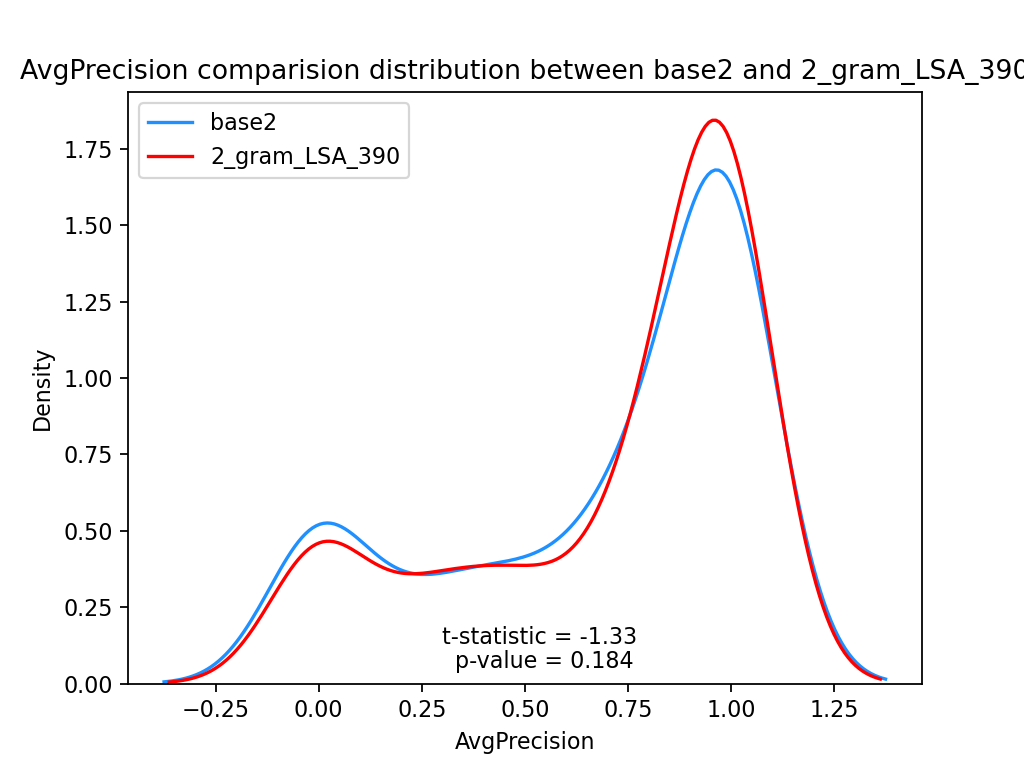 AvgPrecision comparision distribution between base2 and 2_gram_LSA_390
base2
2_gram_LSA_390
1.75
1.50
1.25
1.00
0.75
0.50
0.25
0.00
Density
t-statistic = -1.33
p-value = 0.184
−0.25 0.00 0.25 0.50 0.75 1.00 1.25
AvgPrecision